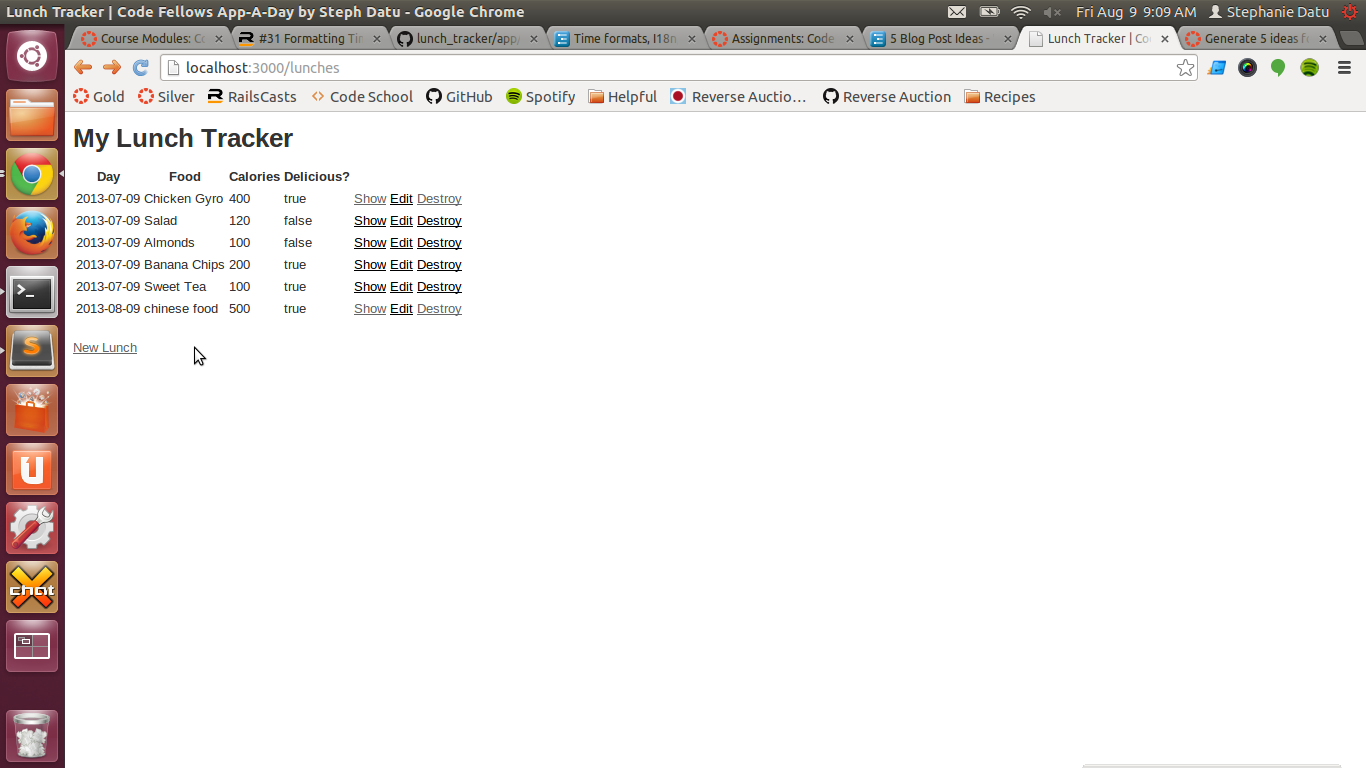 Lunch Tracker | Code Fellows App-A-Day by Steph Datu - Google Chrome
Fri Aug 9 9:09 AM Stephanie Datu
Course Modules: Co
#31 Formatting Tim
lunch_tracker/app/
Time formats, I18n
Assignments: Code
5 Blog Post Ideas -
Lunch Tracker | Co
Generate 5 ideas fo
localhost:3000/lunches
Gold Silver RailsCasts Code School GitHub Spotify Helpful Reverse Auctio... Reverse Auction Recipes
My Lunch Tracker
Day Food Calories Delicious?
2013-07-09 Chicken Gyro 400 true Show Edit Destroy
2013-07-09 Salad 120 false Show Edit Destroy
2013-07-09 Almonds 100 false Show Edit Destroy
2013-07-09 Banana Chips 200 true Show Edit Destroy
2013-07-09 Sweet Tea 100 true Show Edit Destroy
2013-08-09 chinese food 500 true Show Edit Destroy
New Lunch
>_
S
U
X
chat